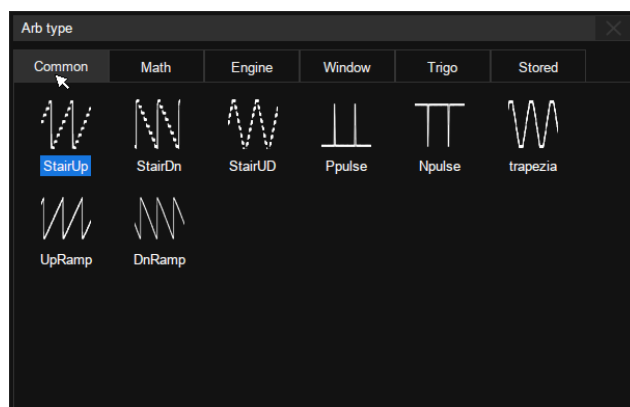 Arb type
Common Math Engine Window Trigo Stored
StairUp StairDn StairUD Ppulse Npulse trapezia
UpRamp DnRamp